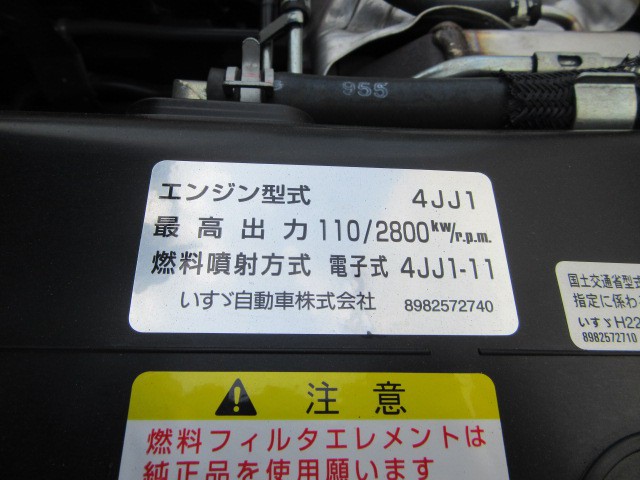 955
エンジン型式 4JJ1
最高出力 110/2800kw/r.p.m.
燃料噴射方式 電子式 4JJ1-11
いすゞ自動車株式会社 8982572740
国土交通省型式
指定に係わ
いすゞH22
8982572710
注意
燃料フィルタエレメントは
純正品を使用願います